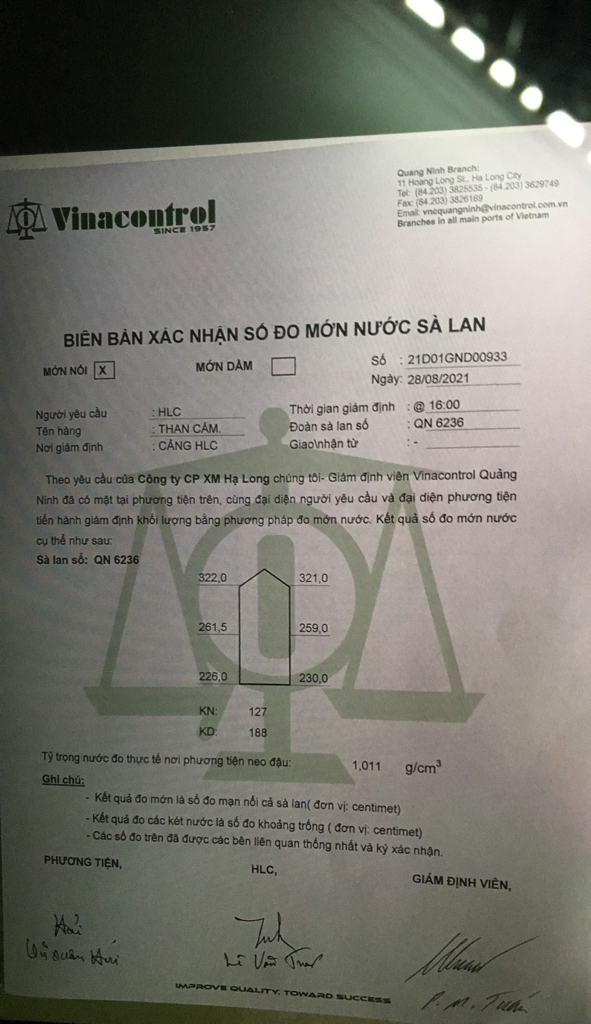 Vinacontrol
SINCE 1957
Quang Ninh Branch:
11 Hoang Long St., Ha Long City
Tel: (84.203) 3825535 - (84.203) 3629749
Fax: (84.203) 3826169
Email: vncquangninh@vinacontrol.com.vn
Branches in all main ports of Vietnam
BIÊN BẢN XÁC NHẬN SỐ ĐO MỚN NƯỚC SÀ LAN
MỚN NỔI X MỚN DẦM
Số : 21D01GND00933
Ngày: 28/08/2021
Người yêu cầu : HLC Thời gian giám định : @ 16:00
Tên hàng : THAN CÁM. Đoàn sà lan số : QN 6236
Nơi giám định : CẢNG HLC Giao\nhận từ : -
Theo yêu cầu của Công ty CP XM Hạ Long chúng tôi- Giám định viên Vinacontrol Quảng
Ninh đã có mặt tại phương tiện trên, cùng đại diện người yêu cầu và đại diện phương tiện
tiến hành giám định khối lượng bằng phương pháp đo mớn nước. Kết quả số đo mớn nước
cụ thể như sau:
Sà lan số: QN 6236
322,0 321,0
261,5 259,0
226,0 230,0
KN: 127
KD: 188
Tỷ trọng nước đo thực tế nơi phương tiện neo đậu: 1,011 g/cm³
Ghi chú:
- Kết quả đo mớn là số đo mạn nổi cả sà lan( đơn vị: centimet)
- Kết quả đo các két nước là số đo khoảng trống ( đơn vị: centimet)
- Các số đo trên đã được các bên liên quan thống nhất và ký xác nhận.
PHƯƠNG TIỆN, HLC, GIÁM ĐỊNH VIÊN,
IMPROVE QUALITY, TOWARD SUCCESS